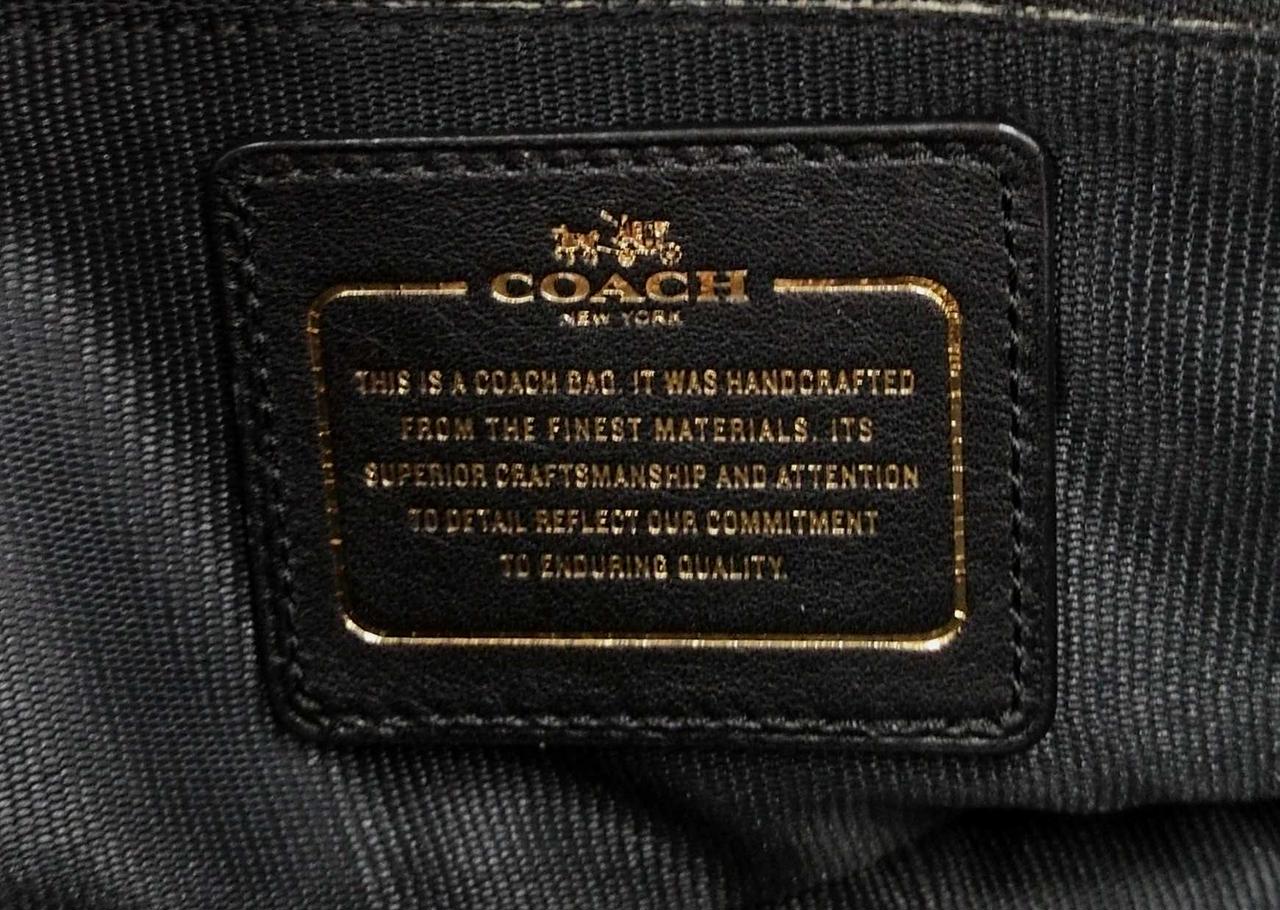 COACH
NEW YORK
THIS IS A COACH BAG. IT WAS HANDCRAFTED
FROM THE FINEST MATERIALS. ITS
SUPERIOR CRAFTSMANSHIP AND ATTENTION
TO DETAIL REFLECT OUR COMMITMENT
TO ENDURING QUALITY.